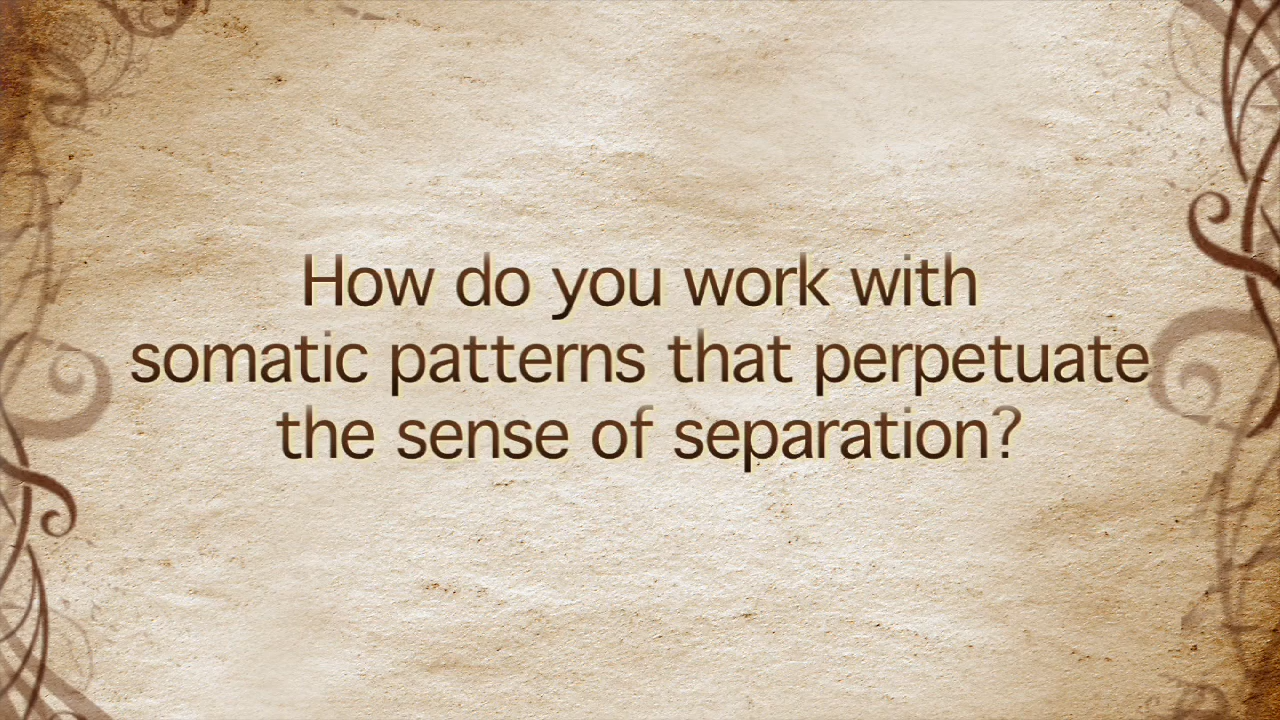 How do you work with
somatic patterns that perpetuate
the sense of separation?